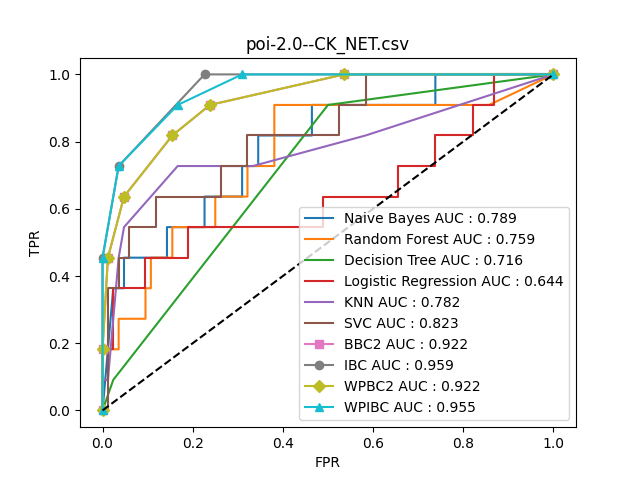 poi-2.0--CK_NET.csv
TPR
1.0
0.8
0.6
0.4
0.2
0.0
Naive Bayes AUC : 0.789
Random Forest AUC : 0.759
Decision Tree AUC : 0.716
Logistic Regression AUC : 0.644
KNN AUC : 0.782
SVC AUC : 0.823
BBC2 AUC : 0.922
IBC AUC : 0.959
WPBC2 AUC : 0.922
WPIBC AUC : 0.955
0.0 0.2 0.4 0.6 0.8 1.0
FPR